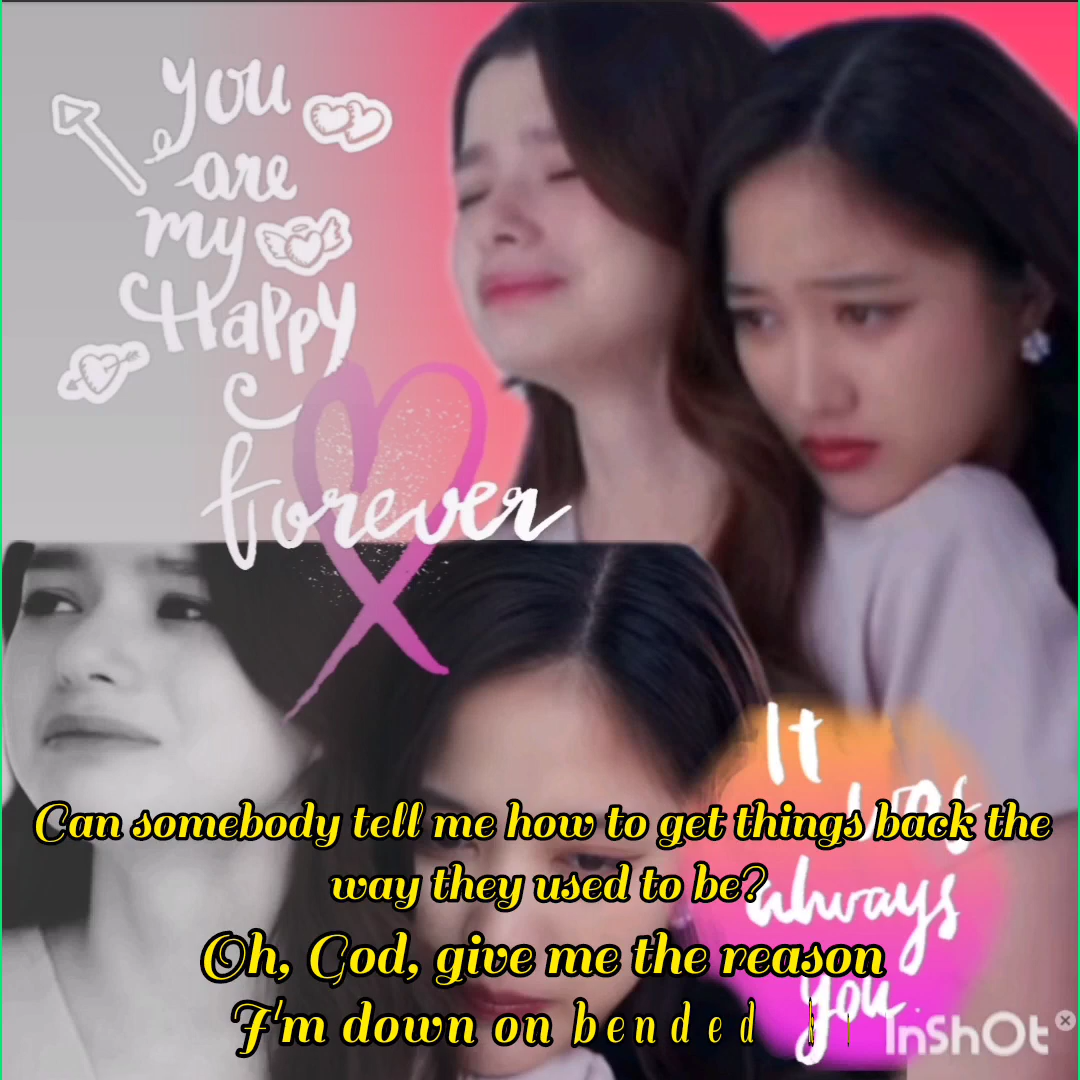 you
are
my
Happy
forever
It
was
always
you
Can somebody tell me how to get things back the
way they used to be?
Oh, God, give me the reason
I'm down on bended
InShOt